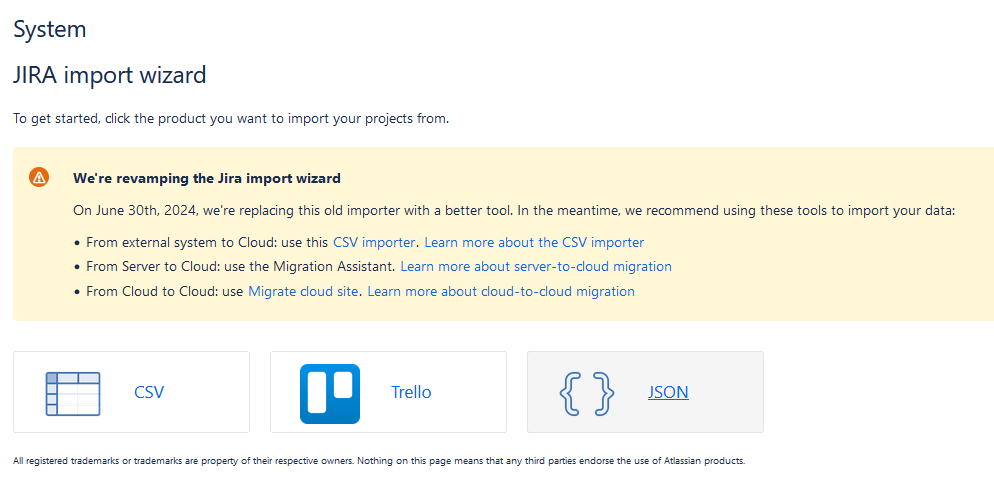 System
JIRA import wizard
To get started, click the product you want to import your projects from.
We're revamping the Jira import wizard
On June 30th, 2024, we're replacing this old importer with a better tool. In the meantime, we recommend using these tools to import your data:
• From external system to Cloud: use this CSV importer. Learn more about the CSV importer
• From Server to Cloud: use the Migration Assistant. Learn more about server-to-cloud migration
• From Cloud to Cloud: use Migrate cloud site. Learn more about cloud-to-cloud migration
CSV
Trello
{ } JSON
All registered trademarks or trademarks are property of their respective owners. Nothing on this page means that any third parties endorse the use of Atlassian products.